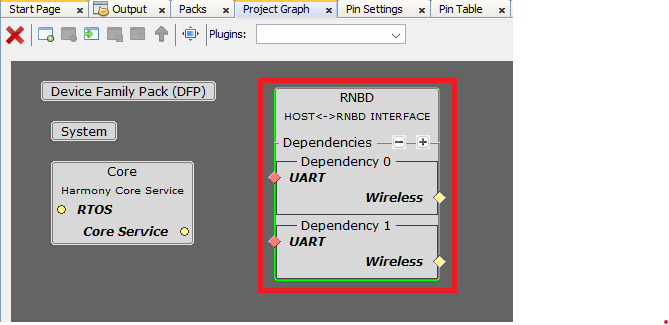 Start Page x Output x Packs x Project Graph x Pin Settings x Pin Table x
Plugins:
Device Family Pack (DFP)
System
Core
Harmony Core Service
RTOS
Core Service
RNBD
HOST<->RNBD INTERFACE
Dependencies
Dependency 0
UART
Wireless
Dependency 1
UART
Wireless